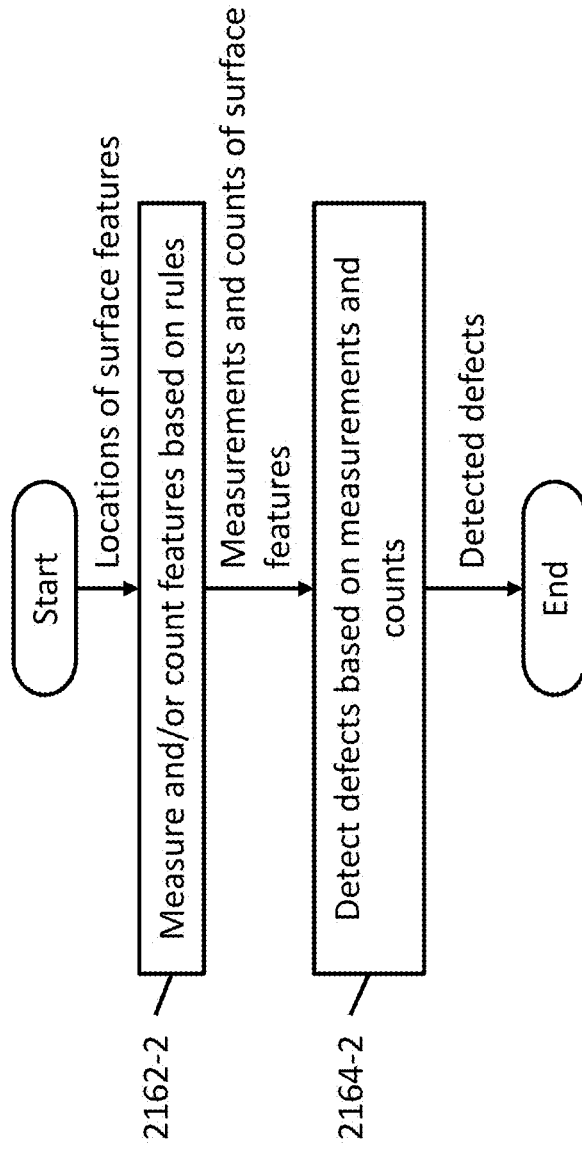 Start
Locations of surface features
2162-2
Measure and/or count features based on rules
Measurements and counts of surface
features
2164-2
Detect defects based on measurements and
counts
Detected defects
End